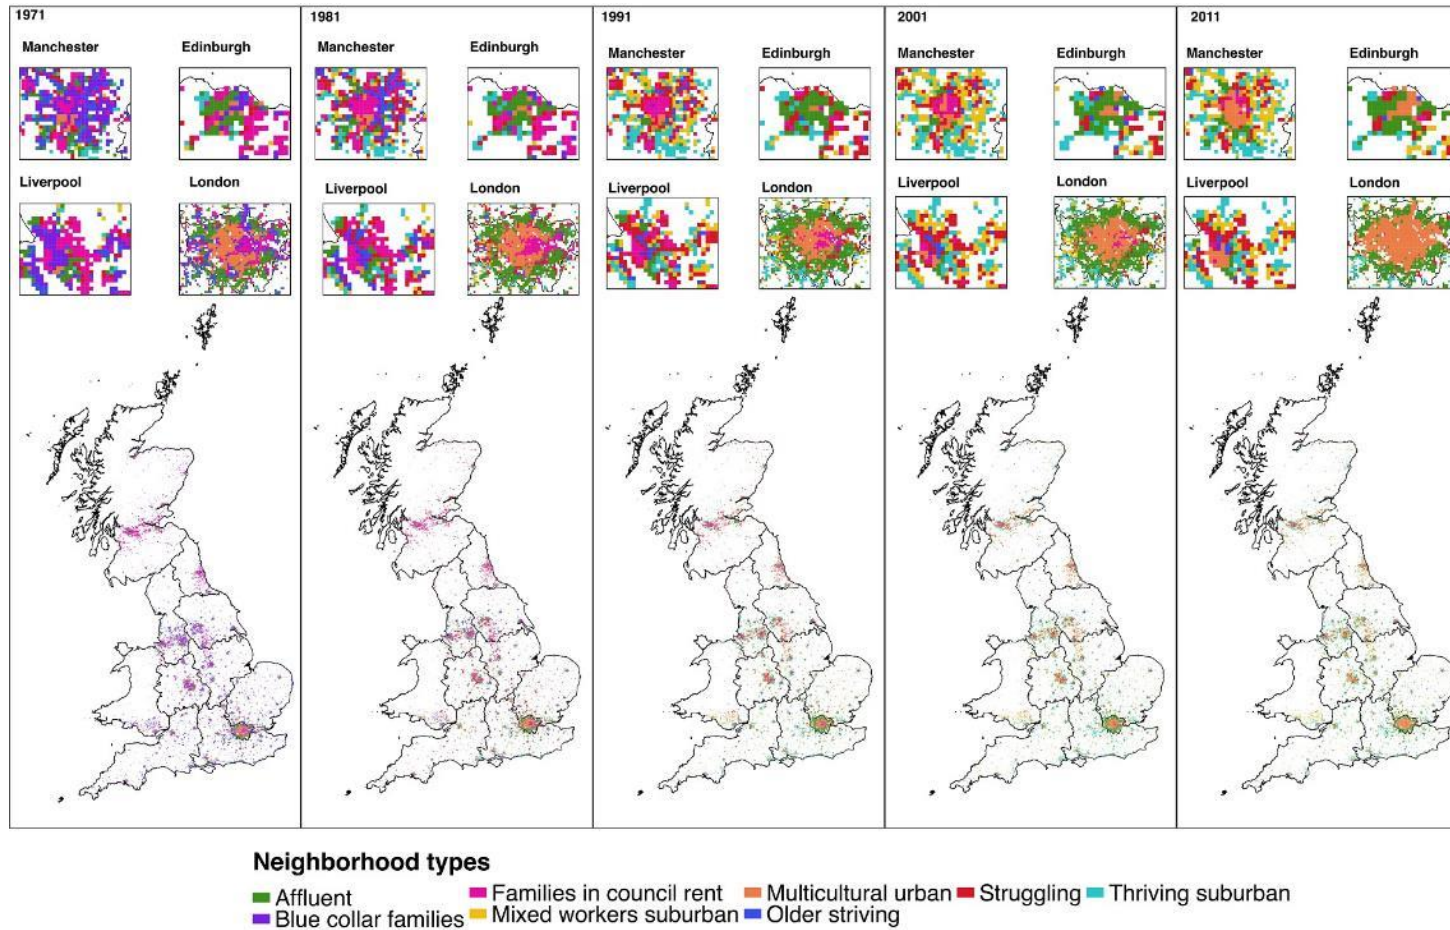 1971 1981 1991 2001 2011
Manchester Edinburgh Manchester Edinburgh Manchester Edinburgh Manchester Edinburgh Manchester Edinburgh
Liverpool London Liverpool London Liverpool London Liverpool London Liverpool London
Neighborhood types
Affluent Families in council rent Multicultural urban Struggling Thriving suburban
Blue collar families Mixed workers suburban Older striving